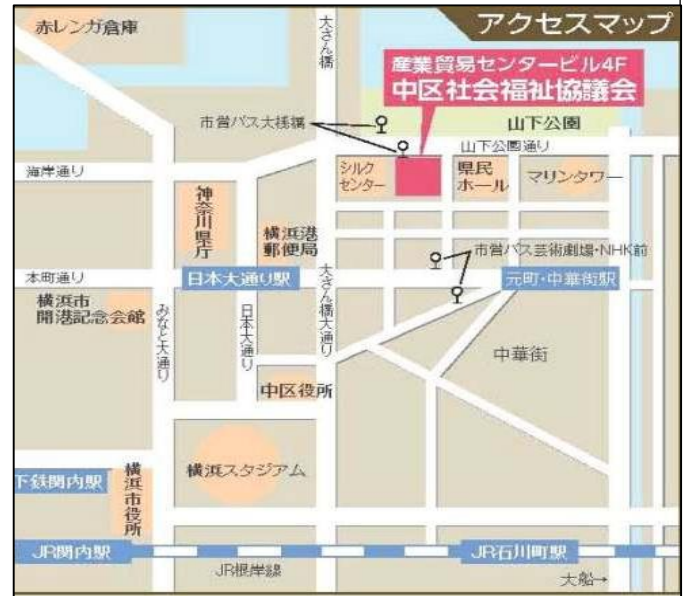 アクセスマップ
赤レンガ倉庫
大さん橋
産業貿易センタービル4F
中区社会福祉協議会
市営バス大桟橋
山下公園
山下公園通り
海岸通り
シルク
センター
県民
ホール
マリンタワー
神奈川県庁
横浜港
郵便局
市営バス芸術劇場・NHK前
本町通り
日本大通り駅
元町・中華街駅
大さん橋大通り
横浜市
開港記念会館
みなと大通り
日本大通り
中華街
中区役所
横浜スタジアム
下鉄関内駅
横浜市役所
JR関内駅
JR石川町駅
JR根岸線
大船→